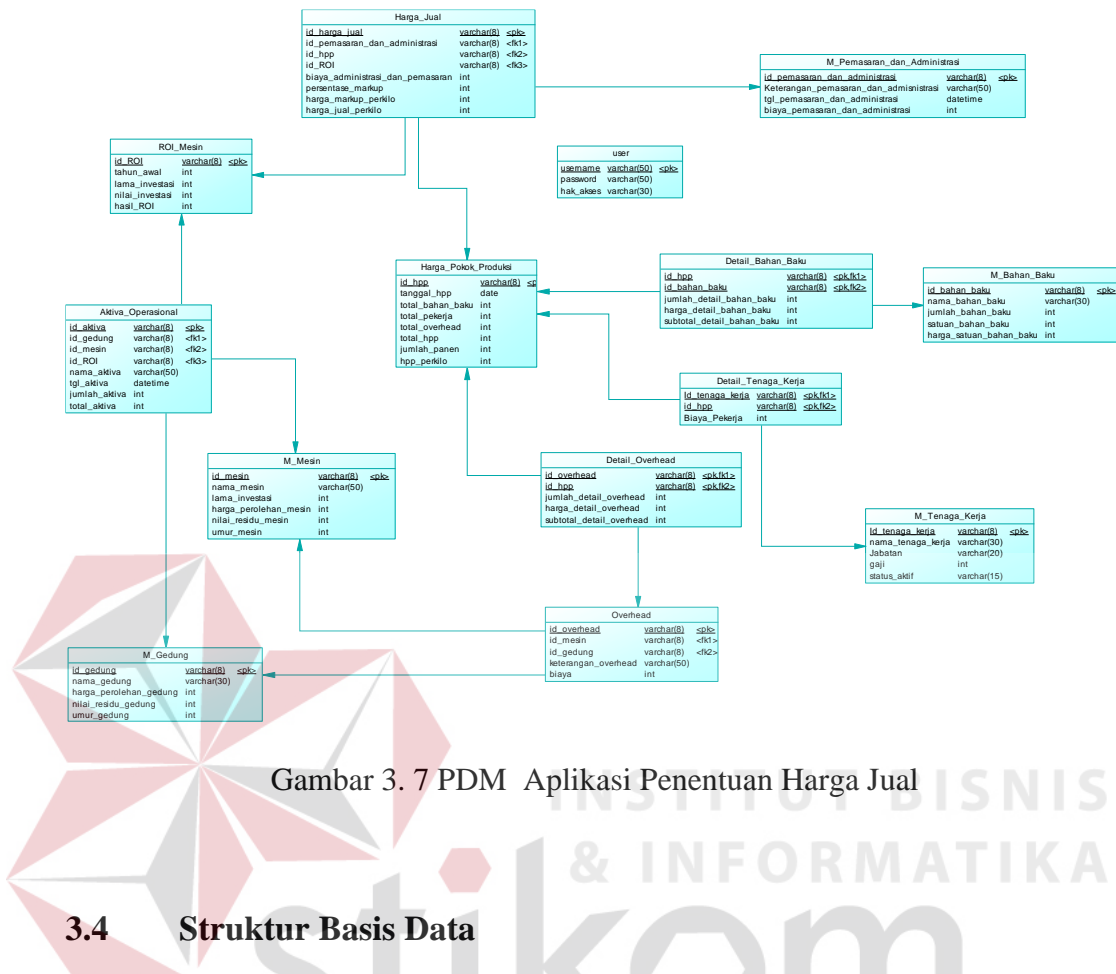 Harga_Jual
id_harga_jual varchar(8) <pk>
id_pemasaran_dan_administrasi varchar(8) <fk1>
id_hpp varchar(8) <fk2>
id_ROI varchar(8) <fk3>
biaya_administrasi_dan_pemasaran int
persentase_markup int
harga_markup_perkilo int
harga_jual_perkilo int
M_Pemasaran_dan_Administrasi
id_pemasaran_dan_administrasi varchar(8) <pk>
Keterangan_pemasaran_dan_admisnistrasi varchar(50)
tgl_pemasaran_dan_administrasi datetime
biaya_pemasaran_dan_administrasi int
ROI_Mesin
id_ROI varchar(8) <pk>
tahun_awal int
lama_investasi int
nilai_investasi int
hasil_ROI int
user
username varchar(50) <pk>
password varchar(50)
hak_akses varchar(30)
Harga_Pokok_Produksi
id_hpp varchar(8) <p
tanggal_hpp date
total_bahan_baku int
total_pekerja int
total_overhead int
total_hpp int
jumlah_panen int
hpp_perkilo int
Detail_Bahan_Baku
id_hpp varchar(8) <pk,fk1>
id_bahan_baku varchar(8) <pk,fk2>
jumlah_detail_bahan_baku int
harga_detail_bahan_baku int
subtotal_detail_bahan_baku int
M_Bahan_Baku
id_bahan_baku varchar(8) <pk>
nama_bahan_baku varchar(30)
jumlah_bahan_baku int
satuan_bahan_baku int
harga_satuan_bahan_baku int
Aktiva_Operasional
id_aktiva varchar(8) <pk>
id_gedung varchar(8) <fk1>
id_mesin varchar(8) <fk2>
id_ROI varchar(8) <fk3>
nama_aktiva varchar(50)
tgl_aktiva datetime
jumlah_aktiva int
total_aktiva int
Detail_Tenaga_Kerja
Id_tenaga_kerja varchar(8) <pk,fk1>
id_hpp varchar(8) <pk,fk2>
Biaya_Pekerja int
M_Mesin
id_mesin varchar(8) <pk>
nama_mesin varchar(50)
lama_investasi int
harga_perolehan_mesin int
nilai_residu_mesin int
umur_mesin int
Detail_Overhead
id_overhead varchar(8) <pk,fk1>
id_hpp varchar(8) <pk,fk2>
jumlah_detail_overhead int
harga_detail_overhead int
subtotal_detail_overhead int
M_Tenaga_Kerja
Id_tenaga_kerja varchar(8) <pk>
nama_tenaga_kerja varchar(30)
Jabatan varchar(20)
gaji int
status_aktif varchar(15)
Overhead
id_overhead varchar(8) <pk>
id_mesin varchar(8) <fk1>
id_gedung varchar(8) <fk2>
keterangan_overhead varchar(50)
biaya int
M_Gedung
id_gedung varchar(8) <pk>
nama_gedung varchar(30)
harga_perolehan_gedung int
nilai_residu_gedung int
umur_gedung int
Gambar 3. 7 PDM Aplikasi Penentuan Harga Jual
INSTITUT BISNIS
& INFORMATIKA
stikom
3.4 Struktur Basis Data